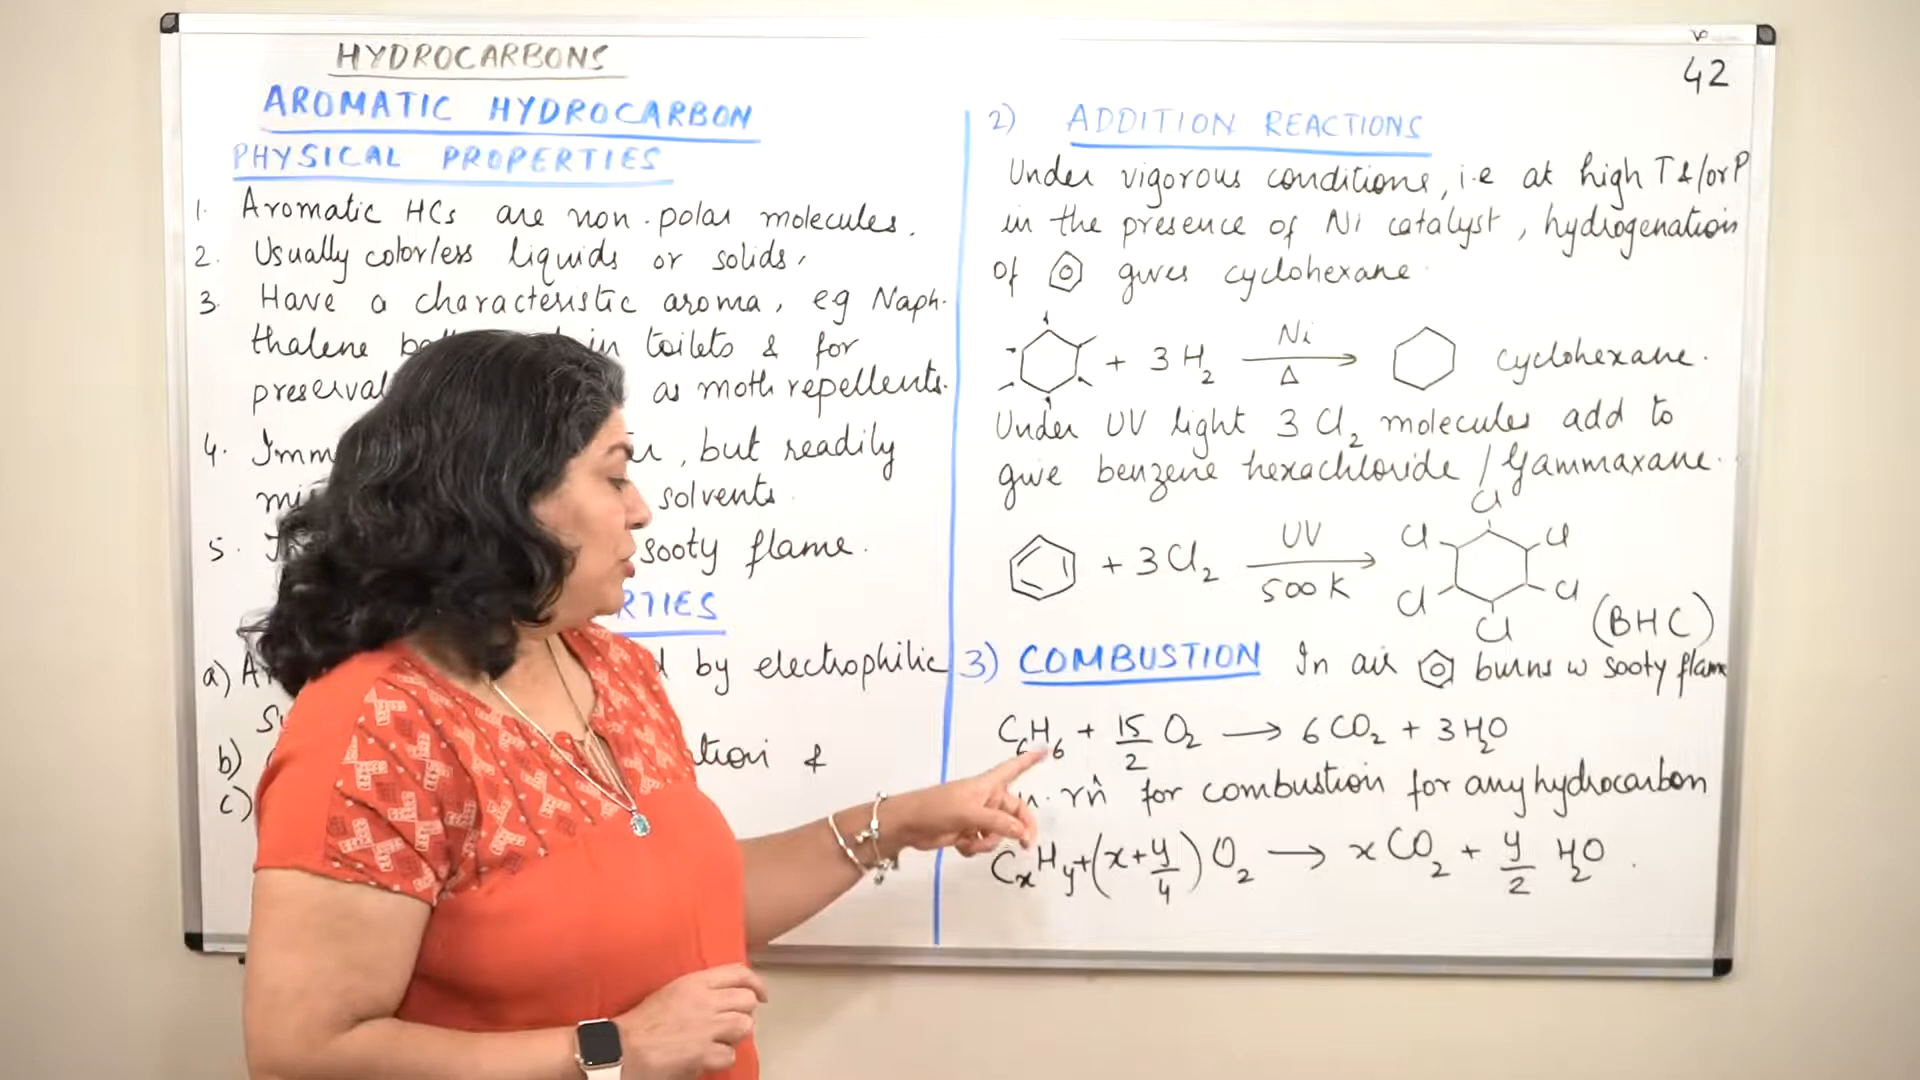 HYDROCARBONS
42
AROMATIC HYDROCARBON
PHYSICAL PROPERTIES
1. Aromatic HCs are non-polar molecules.
2. Usually colorless liquids or solids,
3. Have a characteristic aroma, eg Naph-
thalene in toilets & for
as moth repellents.
4. , but readily
solvents.
5. sooty flame.
a) by electrophilic
b) &
c)
2) ADDITION REACTIONS
Under vigorous conditions, i.e at high T &/or P
in the presence of Ni catalyst, hydrogenation
of ⌬ gives cyclohexane.
+ 3 H₂ Ni Δ → cyclohexane.
Under UV light 3 Cl₂ molecules add to
give benzene hexachloride / Gammaxane.
+ 3 Cl₂ UV 500 K → Cl Cl Cl Cl Cl Cl (BHC)
3) COMBUSTION In air ⌬ burns w sooty flame
C₆H₆ + 15/2 O₂ → 6 CO₂ + 3 H₂O
rn̂ for combustion for any hydrocarbon
CₓHᵧ + (x + y/4) O₂ → x CO₂ + y/2 H₂O.